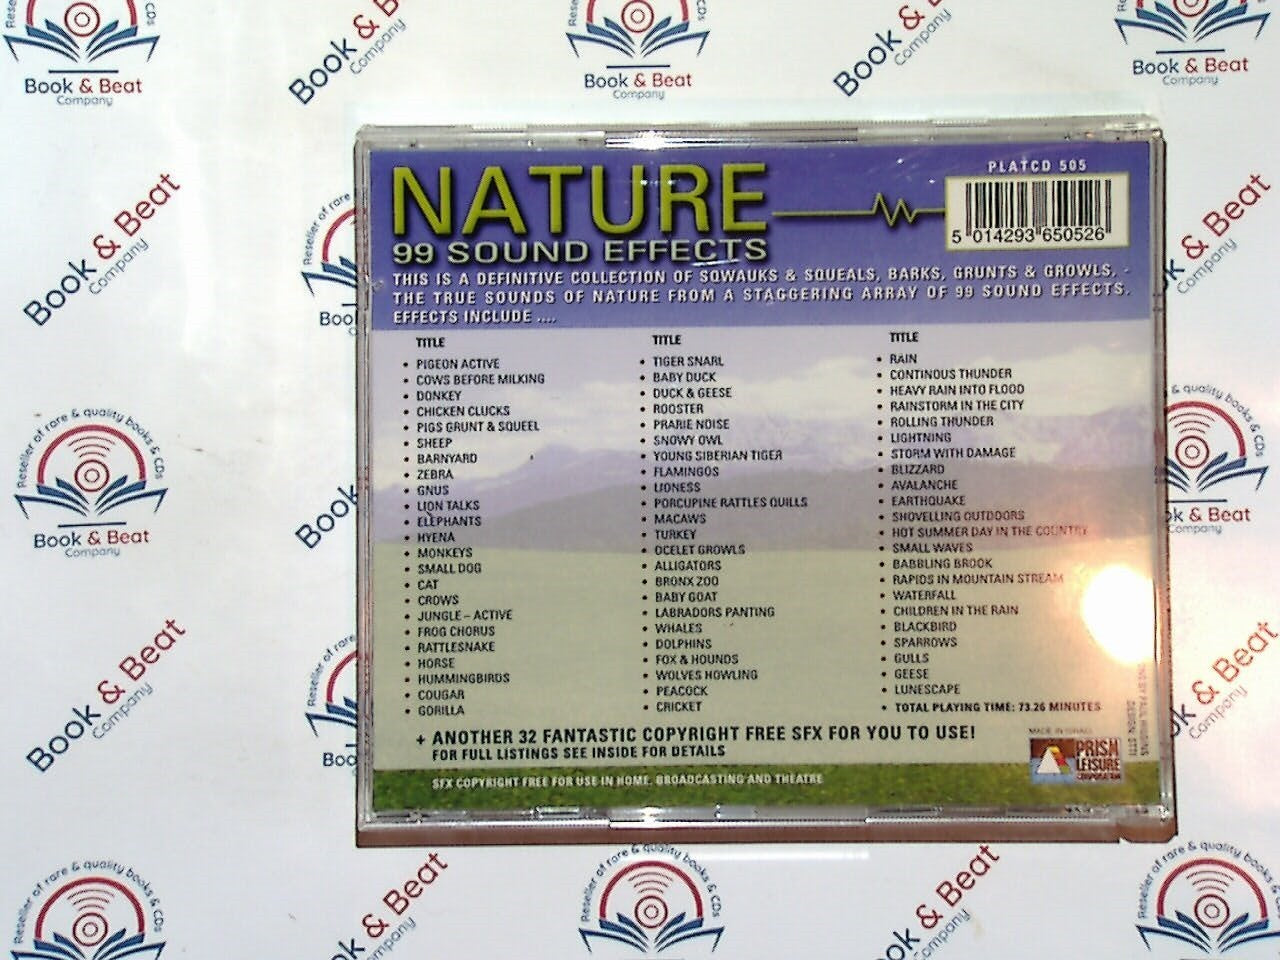 NATURE
99 SOUND EFFECTS
PLATCD 505
5 014293 650526
THIS IS A DEFINITIVE COLLECTION OF SQWAUKS & SQUEALS, BARKS, GRUNTS & GROWLS, -
THE TRUE SOUNDS OF NATURE FROM A STAGGERING ARRAY OF 99 SOUND EFFECTS.
EFFECTS INCLUDE ....
TITLE
• PIGEON ACTIVE
• COWS BEFORE MILKING
• DONKEY
• CHICKEN CLUCKS
• PIGS GRUNT & SQUEEL
• SHEEP
• BARNYARD
• ZEBRA
• GNUS
• LION TALKS
• ELEPHANTS
• HYENA
• MONKEYS
• SMALL DOG
• CAT
• CROWS
• JUNGLE – ACTIVE
• FROG CHORUS
• RATTLESNAKE
• HORSE
• HUMMINGBIRDS
• COUGAR
• GORILLA
TITLE
• TIGER SNARL
• BABY DUCK
• DUCK & GEESE
• ROOSTER
• PRARIE NOISE
• SNOWY OWL
• YOUNG SIBERIAN TIGER
• FLAMINGOS
• LIONESS
• PORCUPINE RATTLES QUILLS
• MACAWS
• TURKEY
• OCELET GROWLS
• ALLIGATORS
• BRONX ZOO
• BABY GOAT
• LABRADORS PANTING
• WHALES
• DOLPHINS
• FOX & HOUNDS
• WOLVES HOWLING
• PEACOCK
• CRICKET
TITLE
• RAIN
• CONTINOUS THUNDER
• HEAVY RAIN INTO FLOOD
• RAINSTORM IN THE CITY
• ROLLING THUNDER
• LIGHTNING
• STORM WITH DAMAGE
• BLIZZARD
• AVALANCHE
• EARTHQUAKE
• SHOVELLING OUTDOORS
• HOT SUMMER DAY IN THE COUNTRY
• SMALL WAVES
• BABBLING BROOK
• RAPIDS IN MOUNTAIN STREAM
• WATERFALL
• CHILDREN IN THE RAIN
• BLACKBIRD
• SPARROWS
• GULLS
• GEESE
• LUNESCAPE
• TOTAL PLAYING TIME: 73.26 MINUTES
+ ANOTHER 32 FANTASTIC COPYRIGHT FREE SFX FOR YOU TO USE!
FOR FULL LISTINGS SEE INSIDE FOR DETAILS
SFX COPYRIGHT FREE FOR USE IN HOME, BROADCASTING AND THEATRE
MADE IN ISRAEL
PRISM
LEISURE
CORPORATION
Reseller of rare & quality books & CDs
Book & Beat
Company